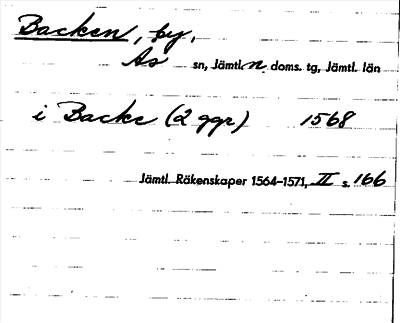 Backen, by,
Ås sn, Jämtl. n. doms. tg, Jämtl. län
i Backe (2 ggr) 1568
Jämtl. Räkenskaper 1564-1571, II s. 166